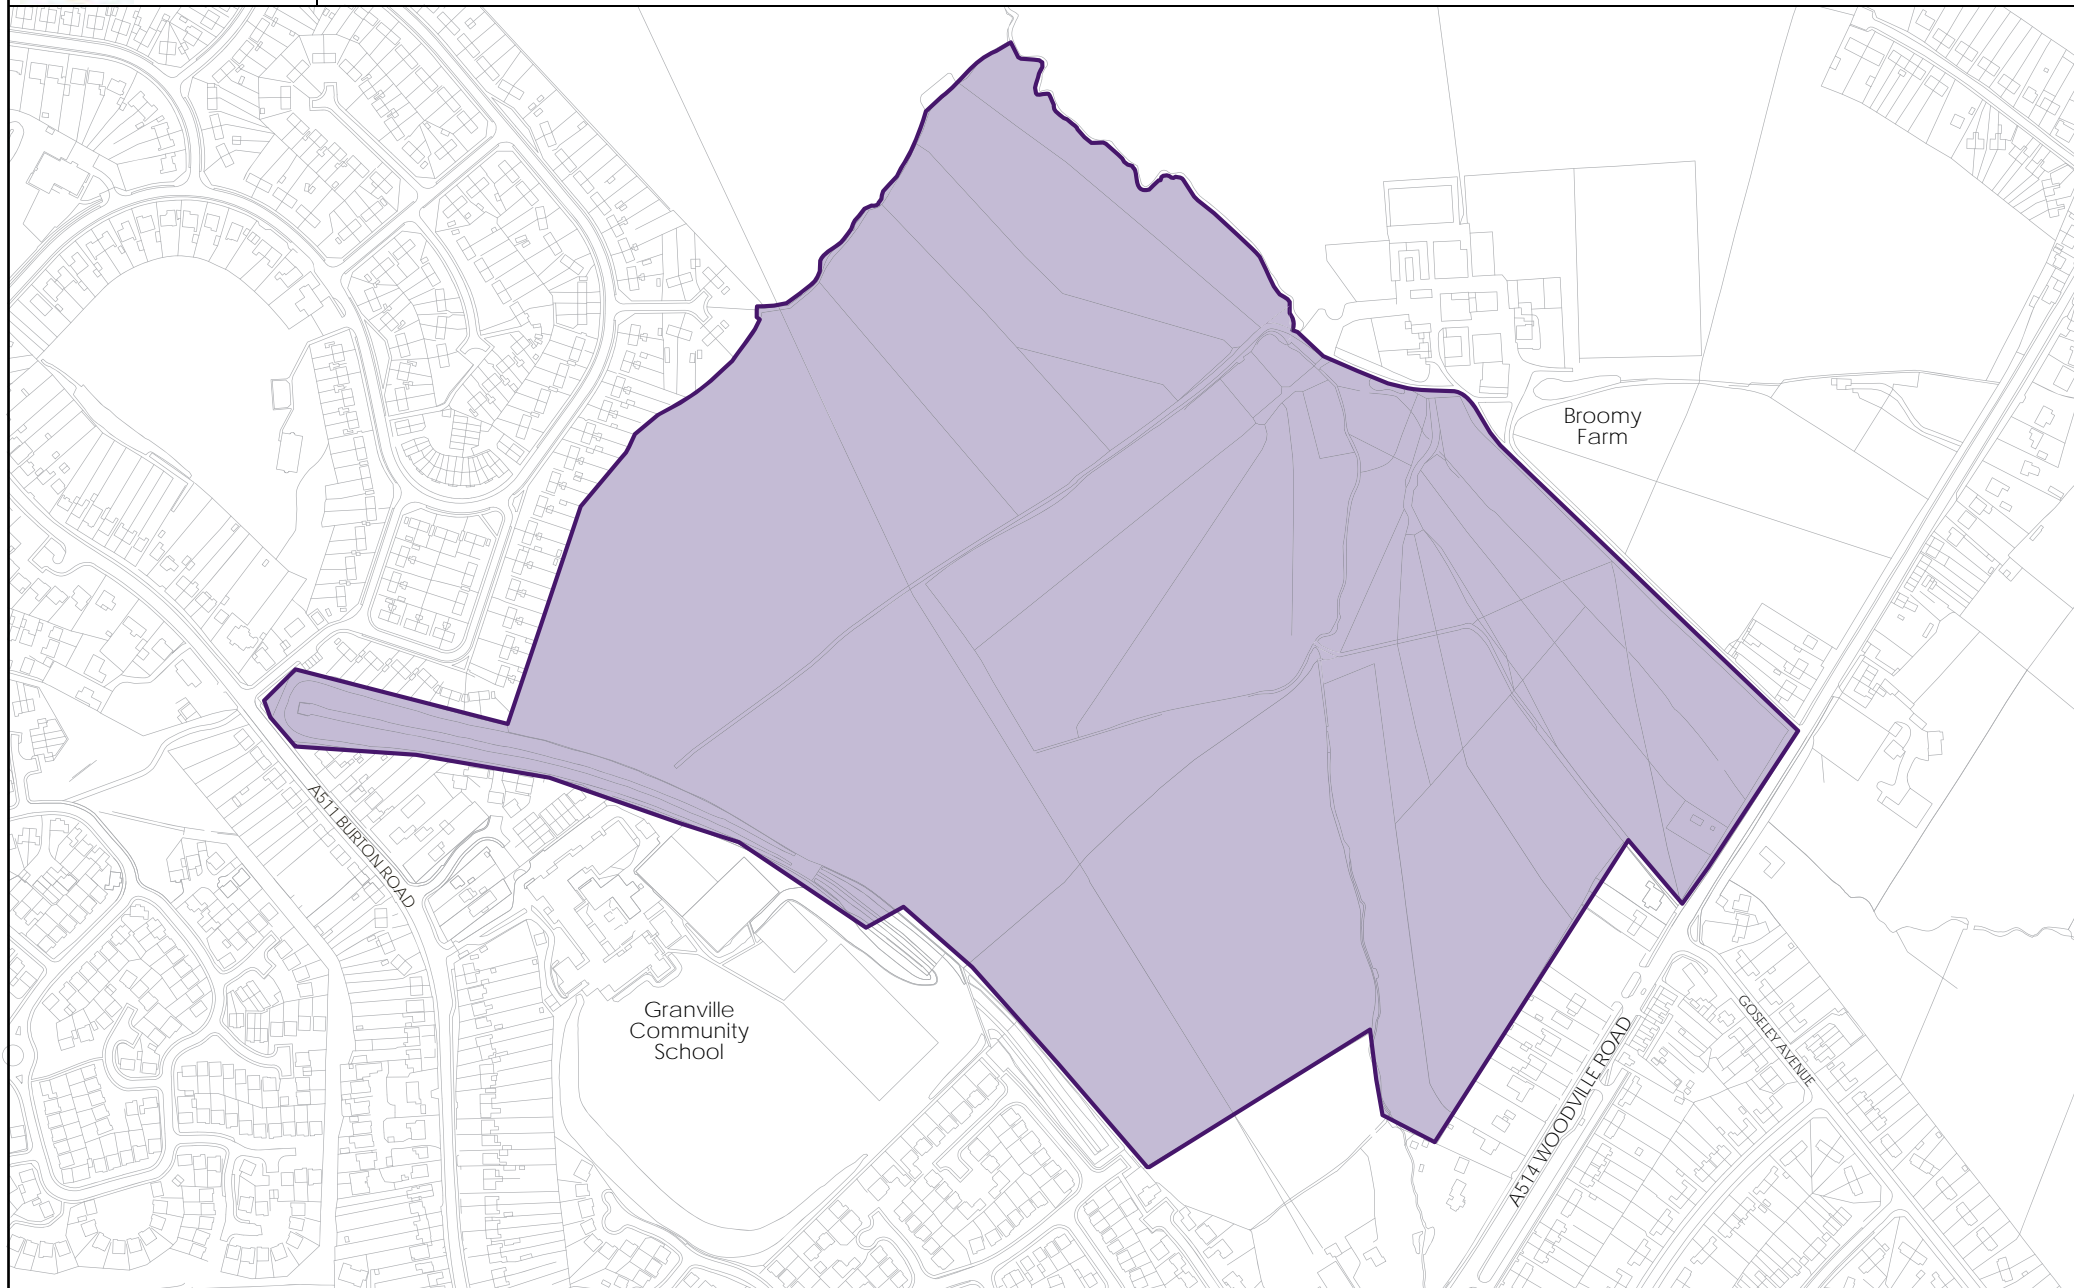 Broomy
Farm
A511 BURTON ROAD
Granville
Community
School
GOSELEY AVENUE
A514 WOODVILLE ROAD